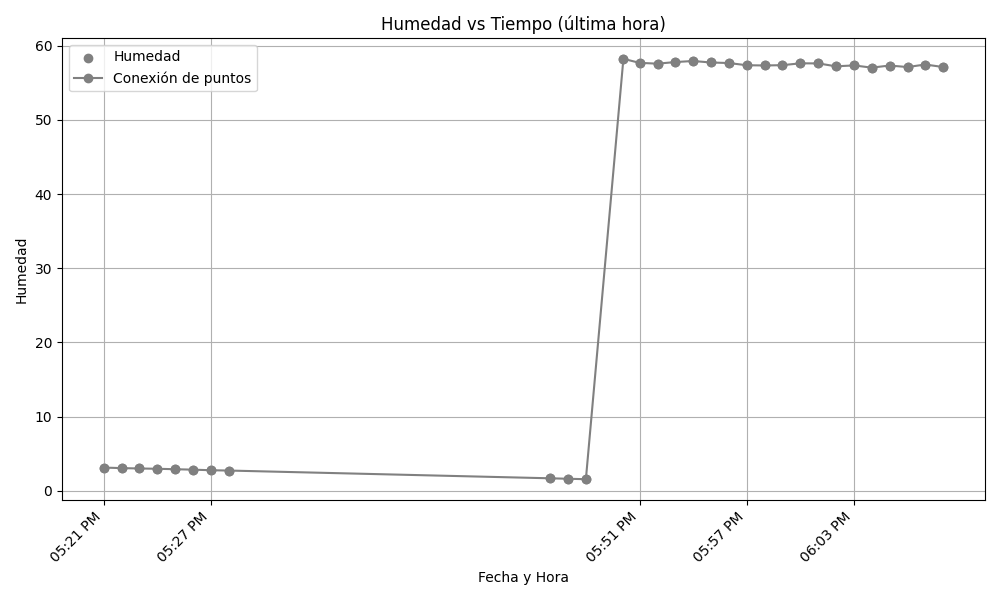 Humedad vs Tiempo (última hora)
Humedad
Conexión de puntos
60
50
40
30
20
10
0
Humedad
05:21 PM
05:27 PM
05:51 PM
05:57 PM
06:03 PM
Fecha y Hora